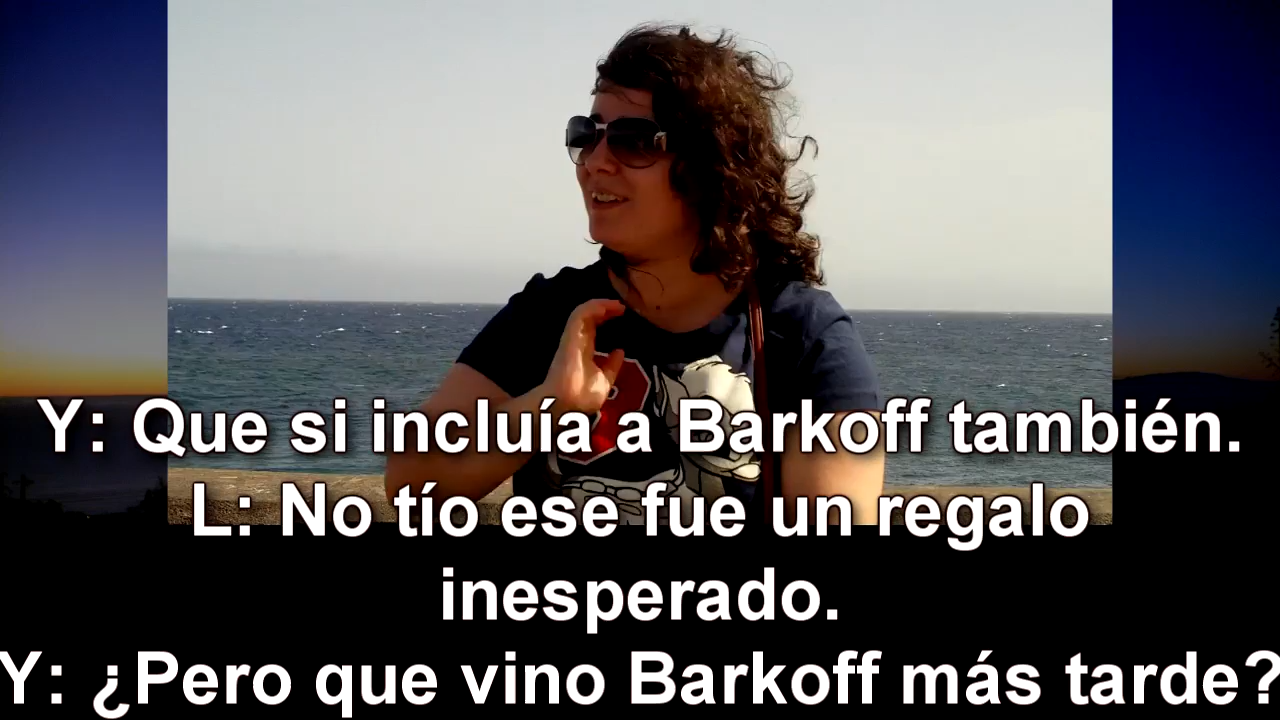 Y: Que si incluía a Barkoff también.
L: No tío ese fue un regalo
inesperado.
Y: ¿Pero que vino Barkoff más tarde?